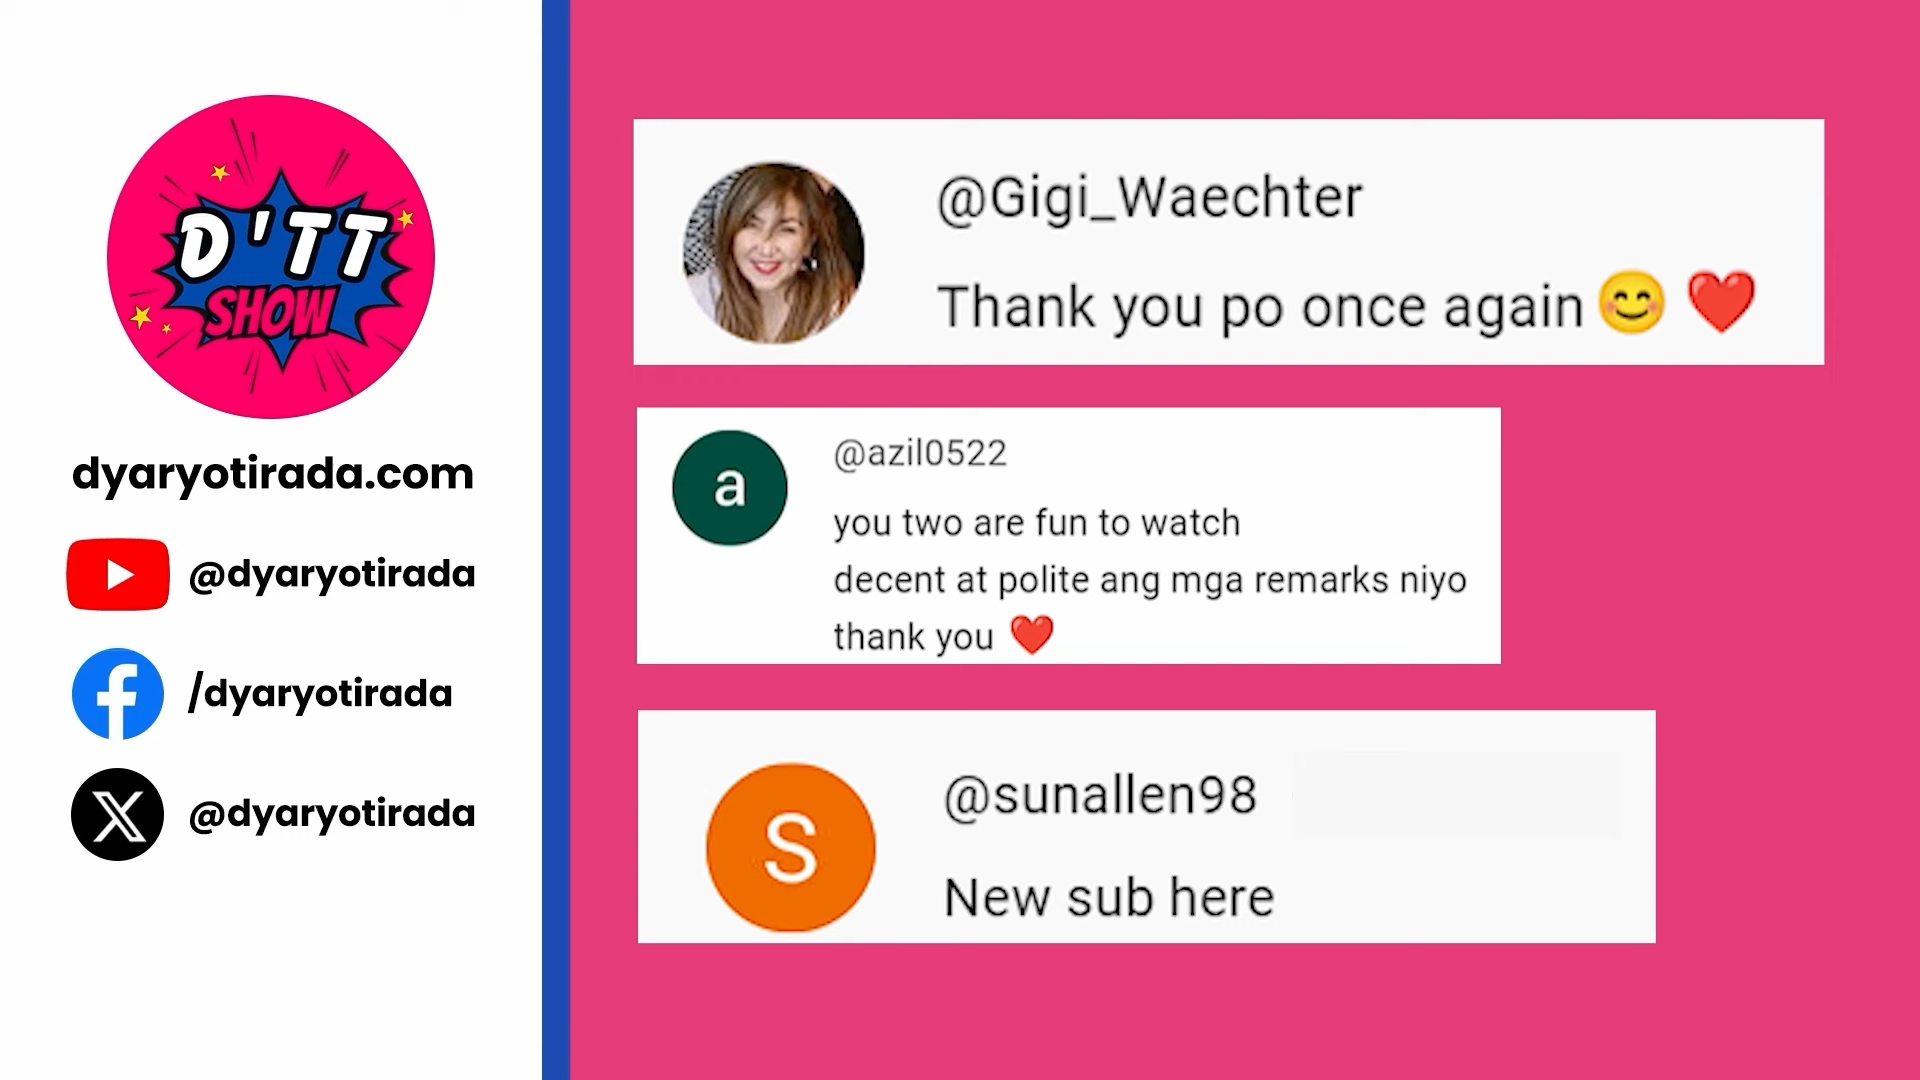 D'TT
SHOW
dyaryotirada.com
@dyaryotirada
/dyaryotirada
@dyaryotirada
@Gigi_Waechter
Thank you po once again😊 ❤️
a
@azil0522
you two are fun to watch
decent at polite ang mga remarks niyo
thank you ❤️
S
@sunallen98
New sub here